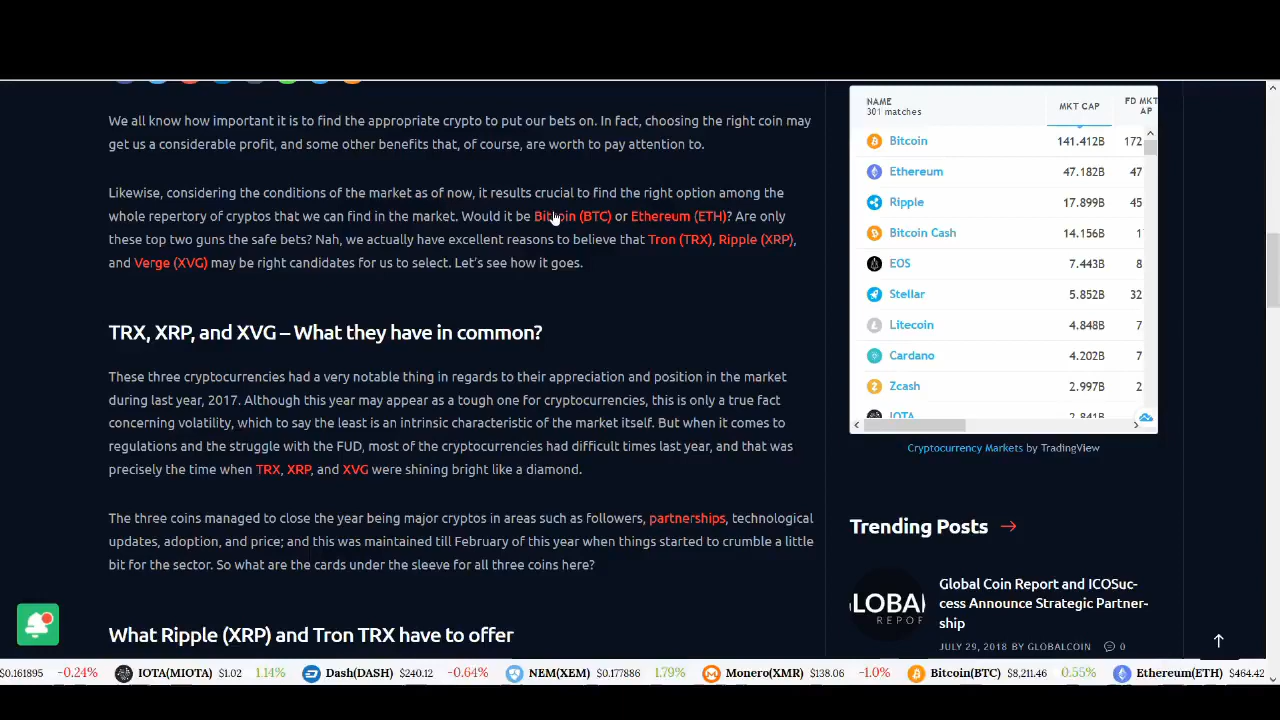 We all know how important it is to find the appropriate crypto to put our bets on. In fact, choosing the right coin may
get us a considerable profit, and some other benefits that, of course, are worth to pay attention to.
Likewise, considering the conditions of the market as of now, it results crucial to find the right option among the
whole repertory of cryptos that we can find in the market. Would it be Bitcoin (BTC) or Ethereum (ETH)? Are only
these top two guns the safe bets? Nah, we actually have excellent reasons to believe that Tron (TRX), Ripple (XRP),
and Verge (XVG) may be right candidates for us to select. Let's see how it goes.
TRX, XRP, and XVG – What they have in common?
These three cryptocurrencies had a very notable thing in regards to their appreciation and position in the market
during last year, 2017. Although this year may appear as a tough one for cryptocurrencies, this is only a true fact
concerning volatility, which to say the least is an intrinsic characteristic of the market itself. But when it comes to
regulations and the struggle with the FUD, most of the cryptocurrencies had difficult times last year, and that was
precisely the time when TRX, XRP, and XVG were shining bright like a diamond.
The three coins managed to close the year being major cryptos in areas such as followers, partnerships, technological
updates, adoption, and price; and this was maintained till February of this year when things started to crumble a little
bit for the sector. So what are the cards under the sleeve for all three coins here?
What Ripple (XRP) and Tron TRX have to offer
NAME MKT CAP FD MKT
301 matches AP
Bitcoin 141.412B 172
Ethereum 47.182B 47
Ripple 17.899B 45
Bitcoin Cash 14.156B 1
EOS 7.443B 8
Stellar 5.852B 32
Litecoin 4.848B 7
Cardano 4.202B 7
Zcash 2.997B 2
IOTA 2.841B
Cryptocurrency Markets by TradingView
Trending Posts
LOBA
REPOR
Global Coin Report and ICOSuc-
cess Announce Strategic Partner-
ship
JULY 29, 2018 BY GLOBALCOIN 0
$0.161895 -0.24% IOTA(MIOTA) $1.02 1.14% Dash(DASH) $240.12 -0.64% NEM(XEM) $0.177886 1.79% Monero(XMR) $138.06 -1.0% Bitcoin(BTC) $8,211.46 0.55% Ethereum(ETH) $464.42